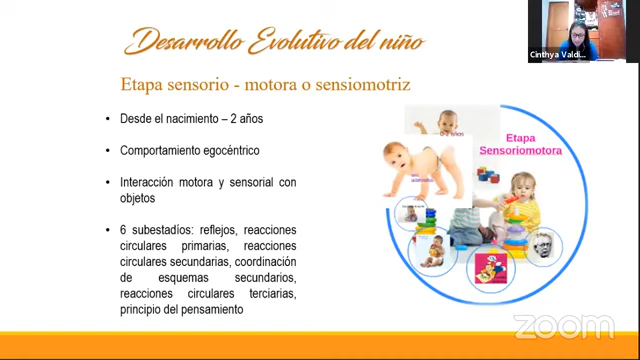 Desarrollo Evolutivo del niño
Cinthya Valdi...
Etapa sensorio - motora o sensiomotriz
• Desde el nacimiento – 2 años
• Comportamiento egocéntrico
• Interacción motora y sensorial con
objetos
• 6 subestadíos: reflejos, reacciones
circulares primarias, reacciones
circulares secundarias, coordinación
de esquemas secundarios,
reacciones circulares terciarias,
principio del pensamiento
Etapa
Sensoriomotora
zoom